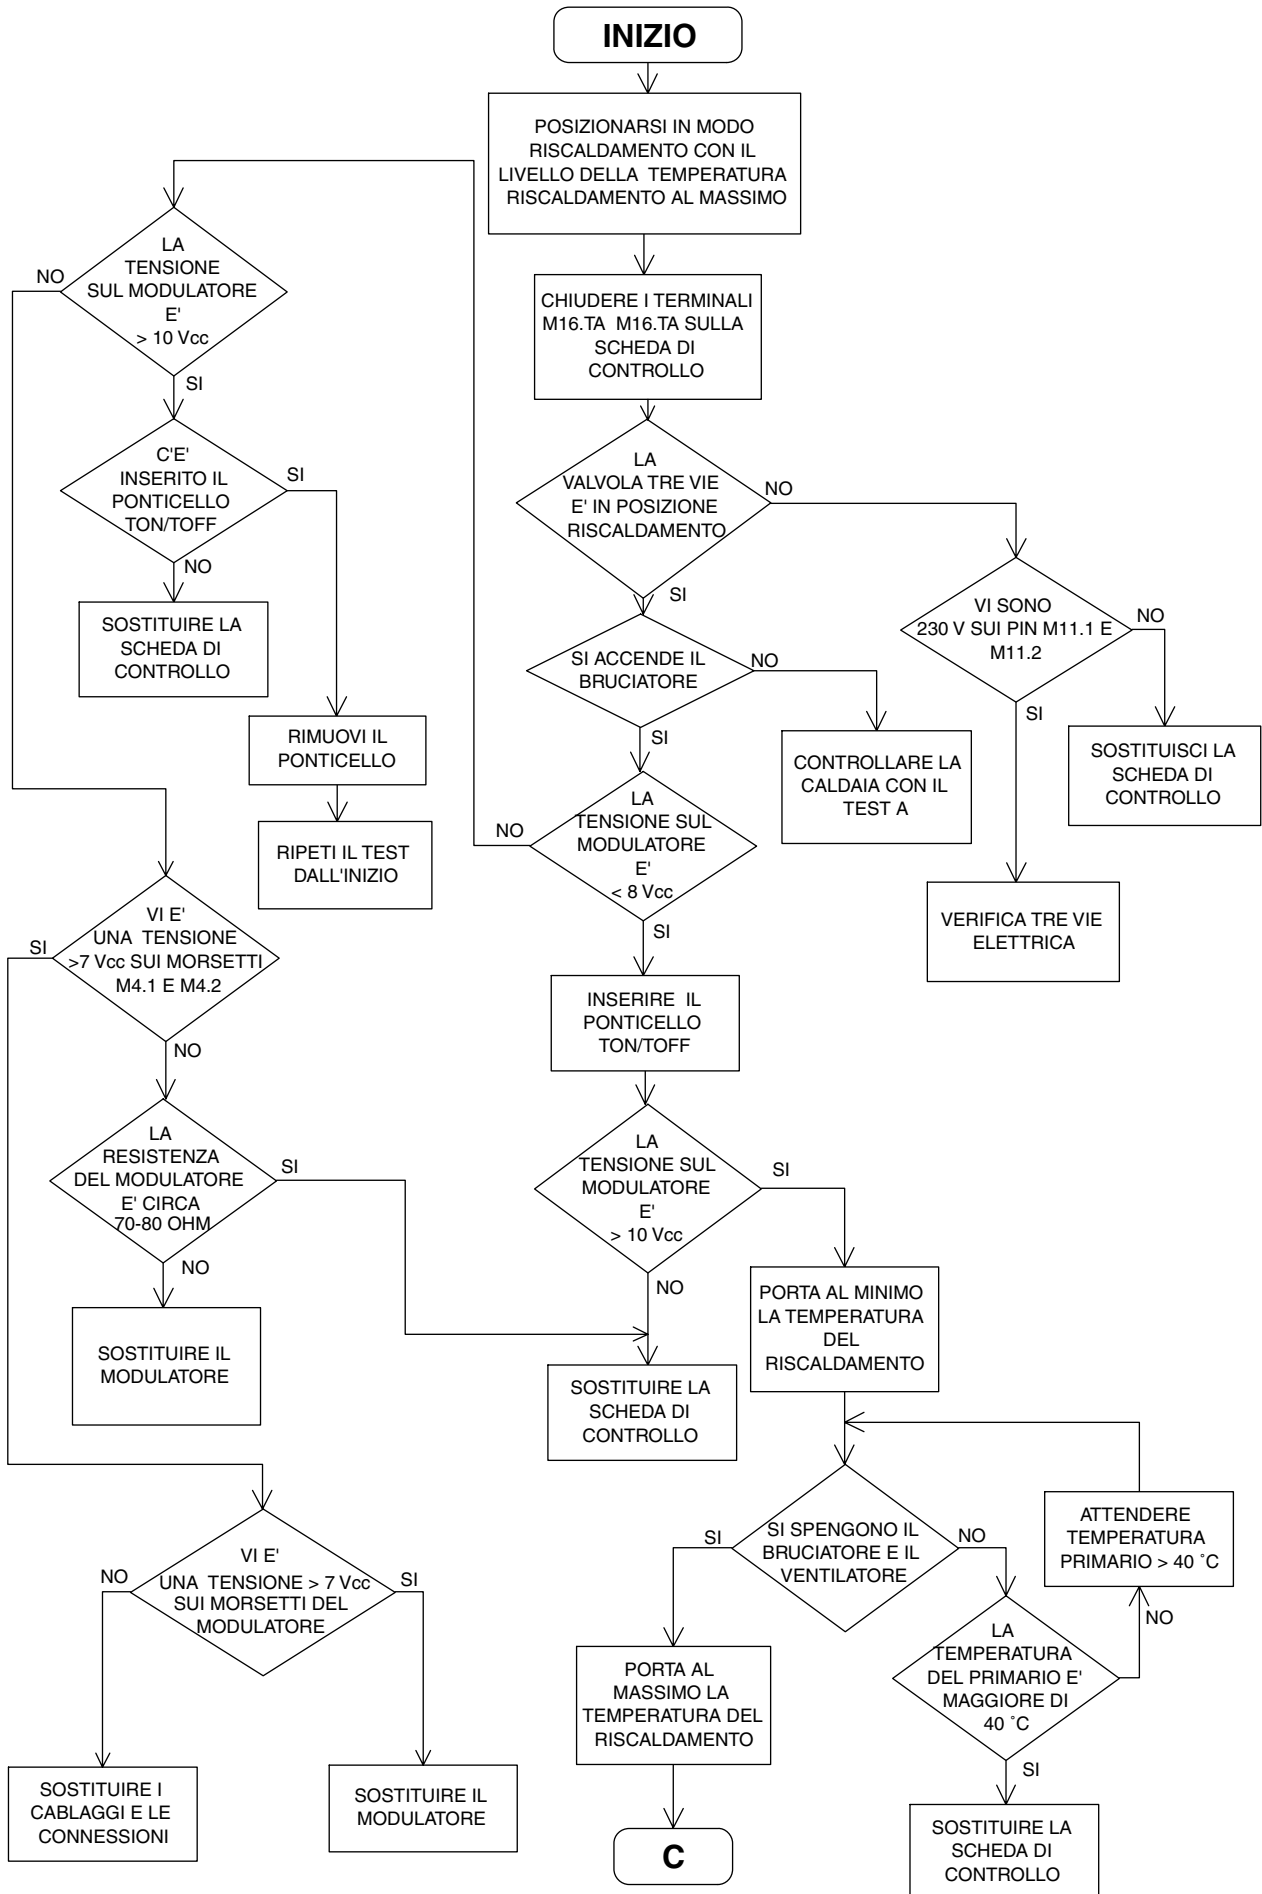 INIZIO
POSIZIONARSI IN MODO
RISCALDAMENTO CON IL
LIVELLO DELLA TEMPERATURA
RISCALDAMENTO AL MASSIMO
CHIUDERE I TERMINALI
M16.TA M16.TA SULLA
SCHEDA DI
CONTROLLO
LA
VALVOLA TRE VIE
E' IN POSIZIONE
RISCALDAMENTO
NO
SI
VI SONO
230 V SUI PIN M11.1 E
M11.2
NO
SI
SOSTITUISCI LA
SCHEDA DI
CONTROLLO
VERIFICA TRE VIE
ELETTRICA
SI ACCENDE IL
BRUCIATORE
NO
SI
CONTROLLARE LA
CALDAIA CON IL
TEST A
LA
TENSIONE SUL
MODULATORE
E'
< 8 Vcc
NO
SI
LA
TENSIONE
SUL MODULATORE
E'
> 10 Vcc
NO
SI
C'E'
INSERITO IL
PONTICELLO
TON/TOFF
SI
NO
SOSTITUIRE LA
SCHEDA DI
CONTROLLO
RIMUOVI IL
PONTICELLO
RIPETI IL TEST
DALL'INIZIO
VI E'
UNA TENSIONE
>7 Vcc SUI MORSETTI
M4.1 E M4.2
SI
NO
LA
RESISTENZA
DEL MODULATORE
E' CIRCA
70-80 OHM
SI
NO
SOSTITUIRE IL
MODULATORE
VI E'
UNA TENSIONE > 7 Vcc
SUI MORSETTI DEL
MODULATORE
NO
SI
SOSTITUIRE I
CABLAGGI E LE
CONNESSIONI
SOSTITUIRE IL
MODULATORE
INSERIRE IL
PONTICELLO
TON/TOFF
LA
TENSIONE SUL
MODULATORE
E'
> 10 Vcc
SI
NO
SOSTITUIRE LA
SCHEDA DI
CONTROLLO
PORTA AL MINIMO
LA TEMPERATURA
DEL
RISCALDAMENTO
SI SPENGONO IL
BRUCIATORE E IL
VENTILATORE
SI
NO
ATTENDERE
TEMPERATURA
PRIMARIO > 40 ˚C
NO
LA
TEMPERATURA
DEL PRIMARIO E'
MAGGIORE DI
40 ˚C
SI
SOSTITUIRE LA
SCHEDA DI
CONTROLLO
PORTA AL
MASSIMO LA
TEMPERATURA DEL
RISCALDAMENTO
C